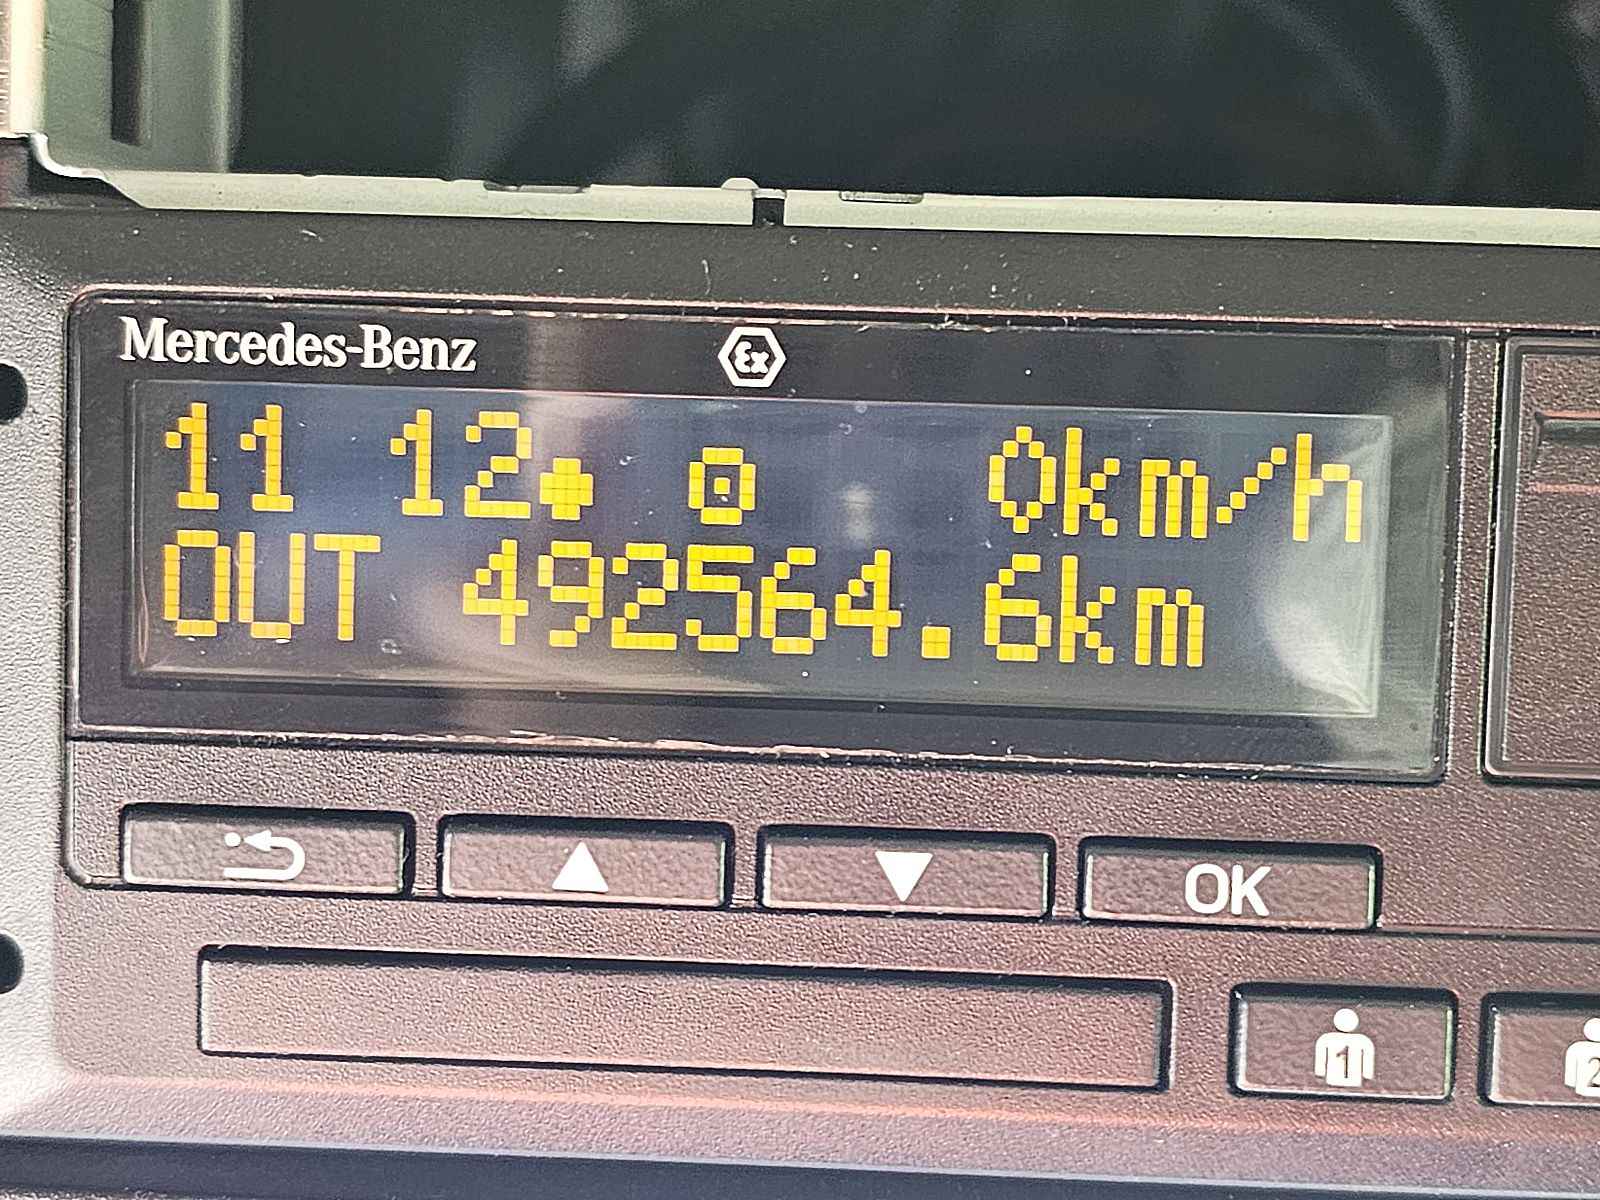 Mercedes-Benz
Ex
11 12 0km/h
OUT 492564.6km
OK
1
2